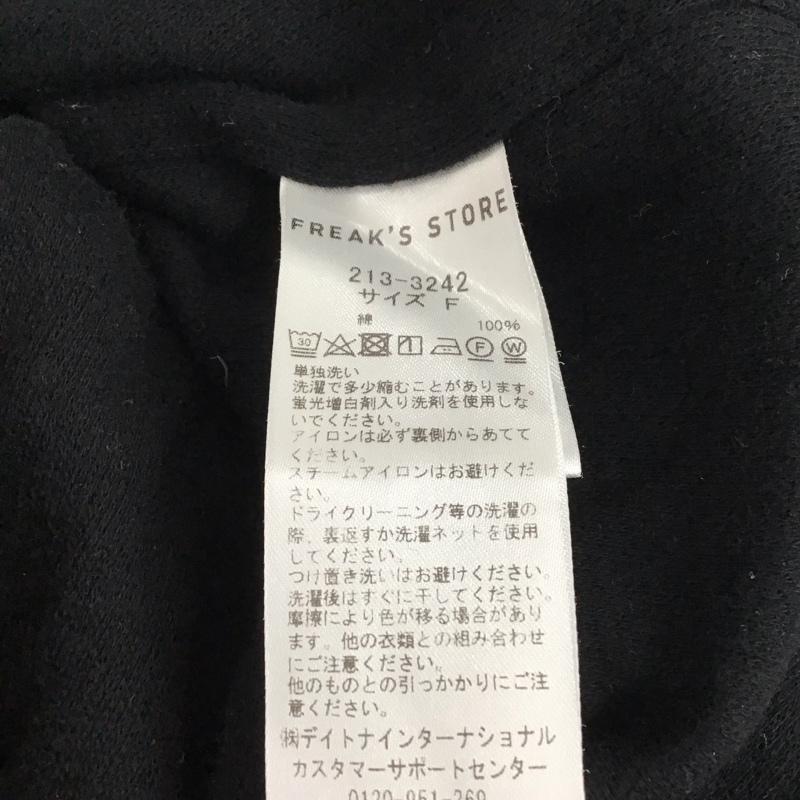 FREAK'S STORE
213-3242
サイズ F
綿 100%
30 F W
単独洗い
洗濯で多少縮むことがあります。
蛍光増白剤入り洗剤を使用しな
いでください。
アイロンは必ず裏側からあてて
ください。
スチームアイロンはお避けくだ
さい。
ドライクリーニング等の洗濯の
際、裏返すか洗濯ネットを使用
してください。
つけ置き洗いはお避けください。
洗濯後はすぐに干してください。
摩擦により色が移る場合があり
ます。他の衣類との組み合わせ
にご注意ください。
他のものとの引っかかりにご注
意ください。
㈱デイトナインターナショナル
カスタマーサポートセンター
0120-951-269